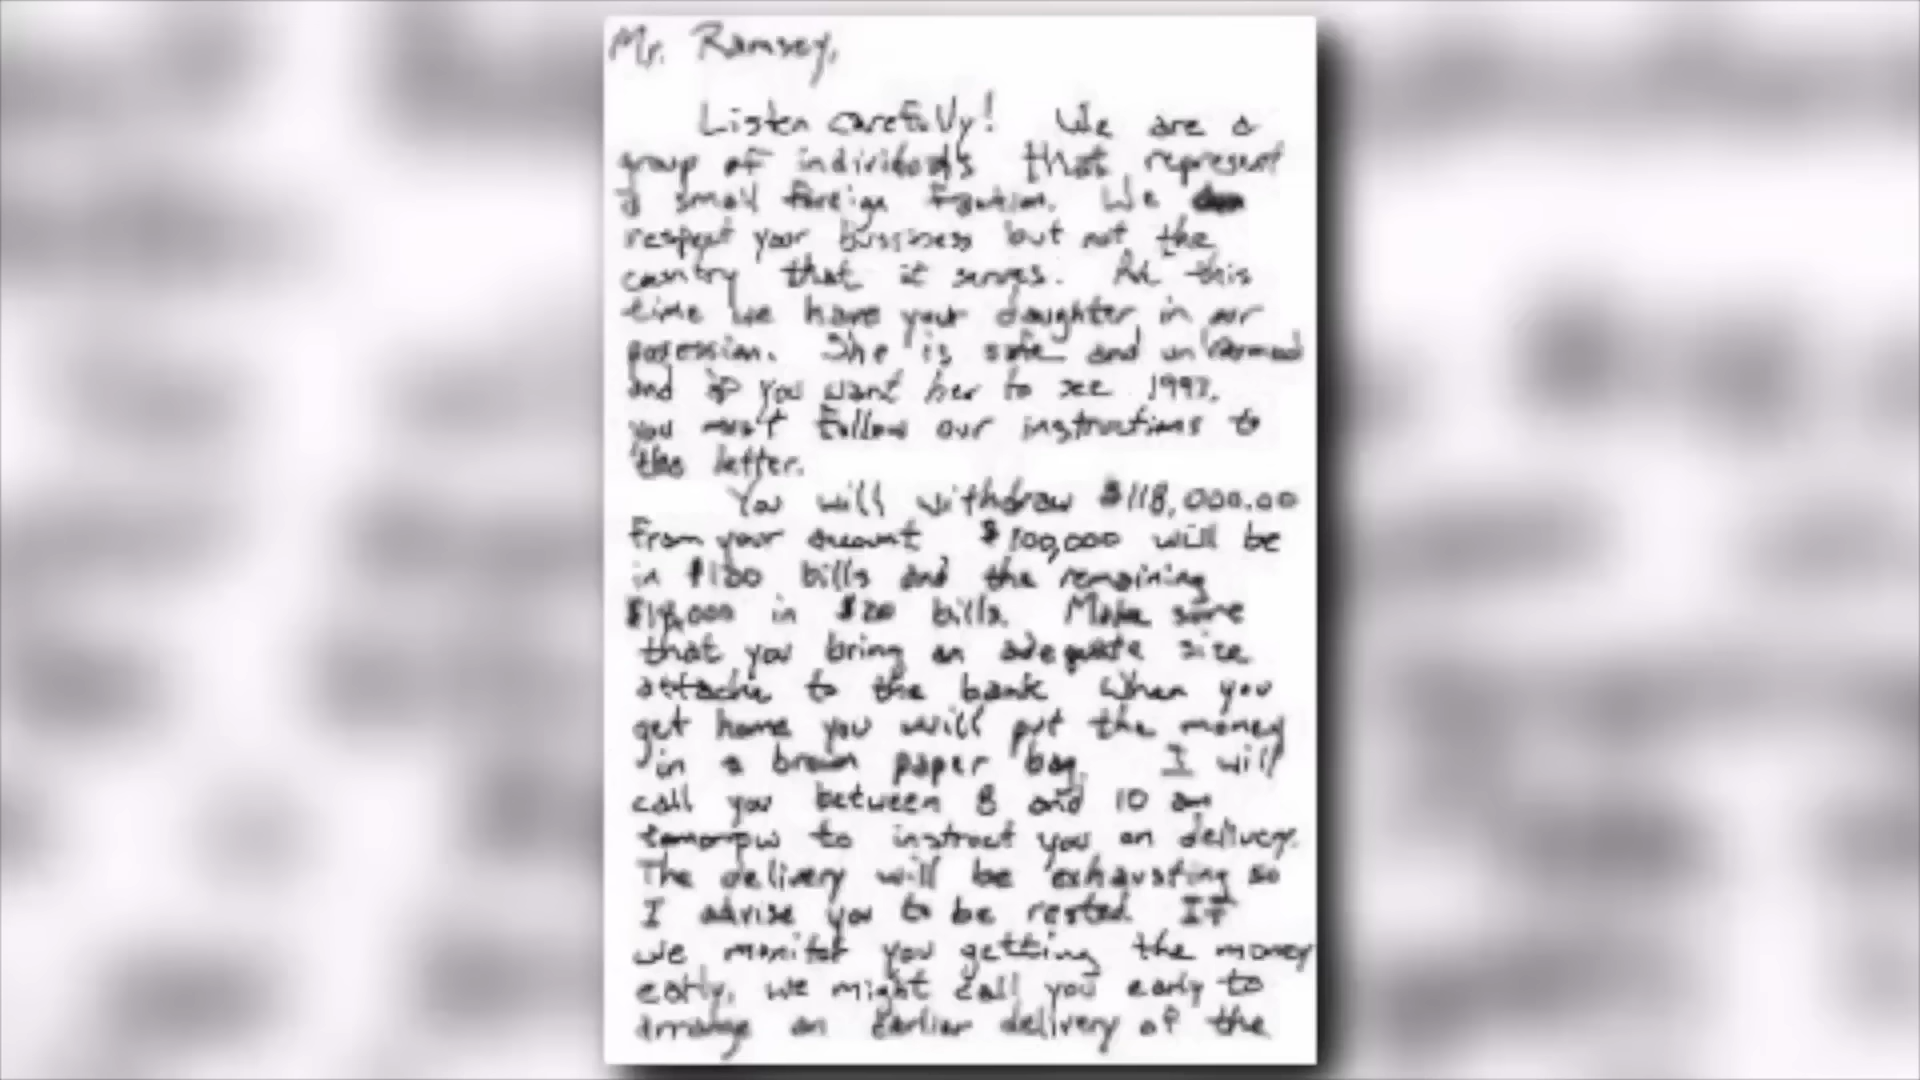 Mr. Ramsey,
Listen carefully! We are a
group of individuals that represent
a small foreign faction. We
respect your bussiness but not the
country that it serves. At this
time we have your daughter in our
posession. She is safe and unharmed
and if you want her to see 1997,
you must follow our instructions to
the letter.
You will withdraw $118,000.00
from your account. $100,000 will be
in $100 bills and the remaining
$18,000 in $20 bills. Make sure
that you bring an adequate size
attache to the bank. When you
get home you will put the money
in a brown paper bag. I will
call you between 8 and 10 am
tomorrow to instruct you on delivery.
The delivery will be exhausting so
I advise you to be rested. If
we monitor you getting the money
early, we might call you early to
arrange an earlier delivery of the